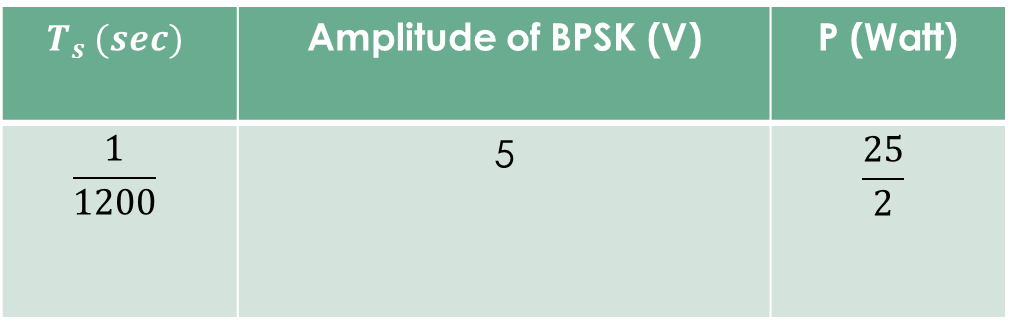 T_s (sec) Amplitude of BPSK (V) P (Watt)
1/1200 5 25/2